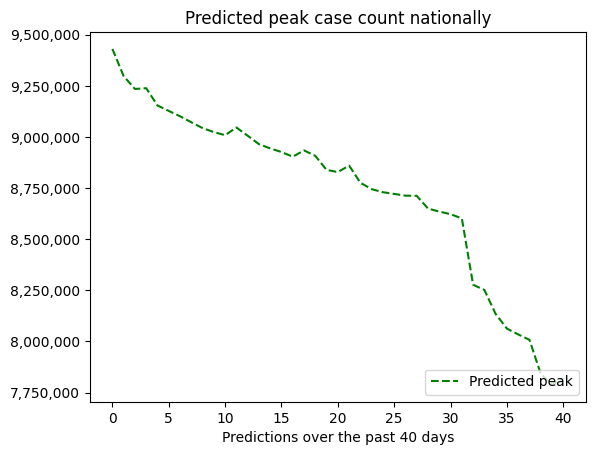 Predicted peak case count nationally
9,500,000
9,250,000
9,000,000
8,750,000
8,500,000
8,250,000
8,000,000
7,750,000
Predicted peak
0 5 10 15 20 25 30 35 40
Predictions over the past 40 days